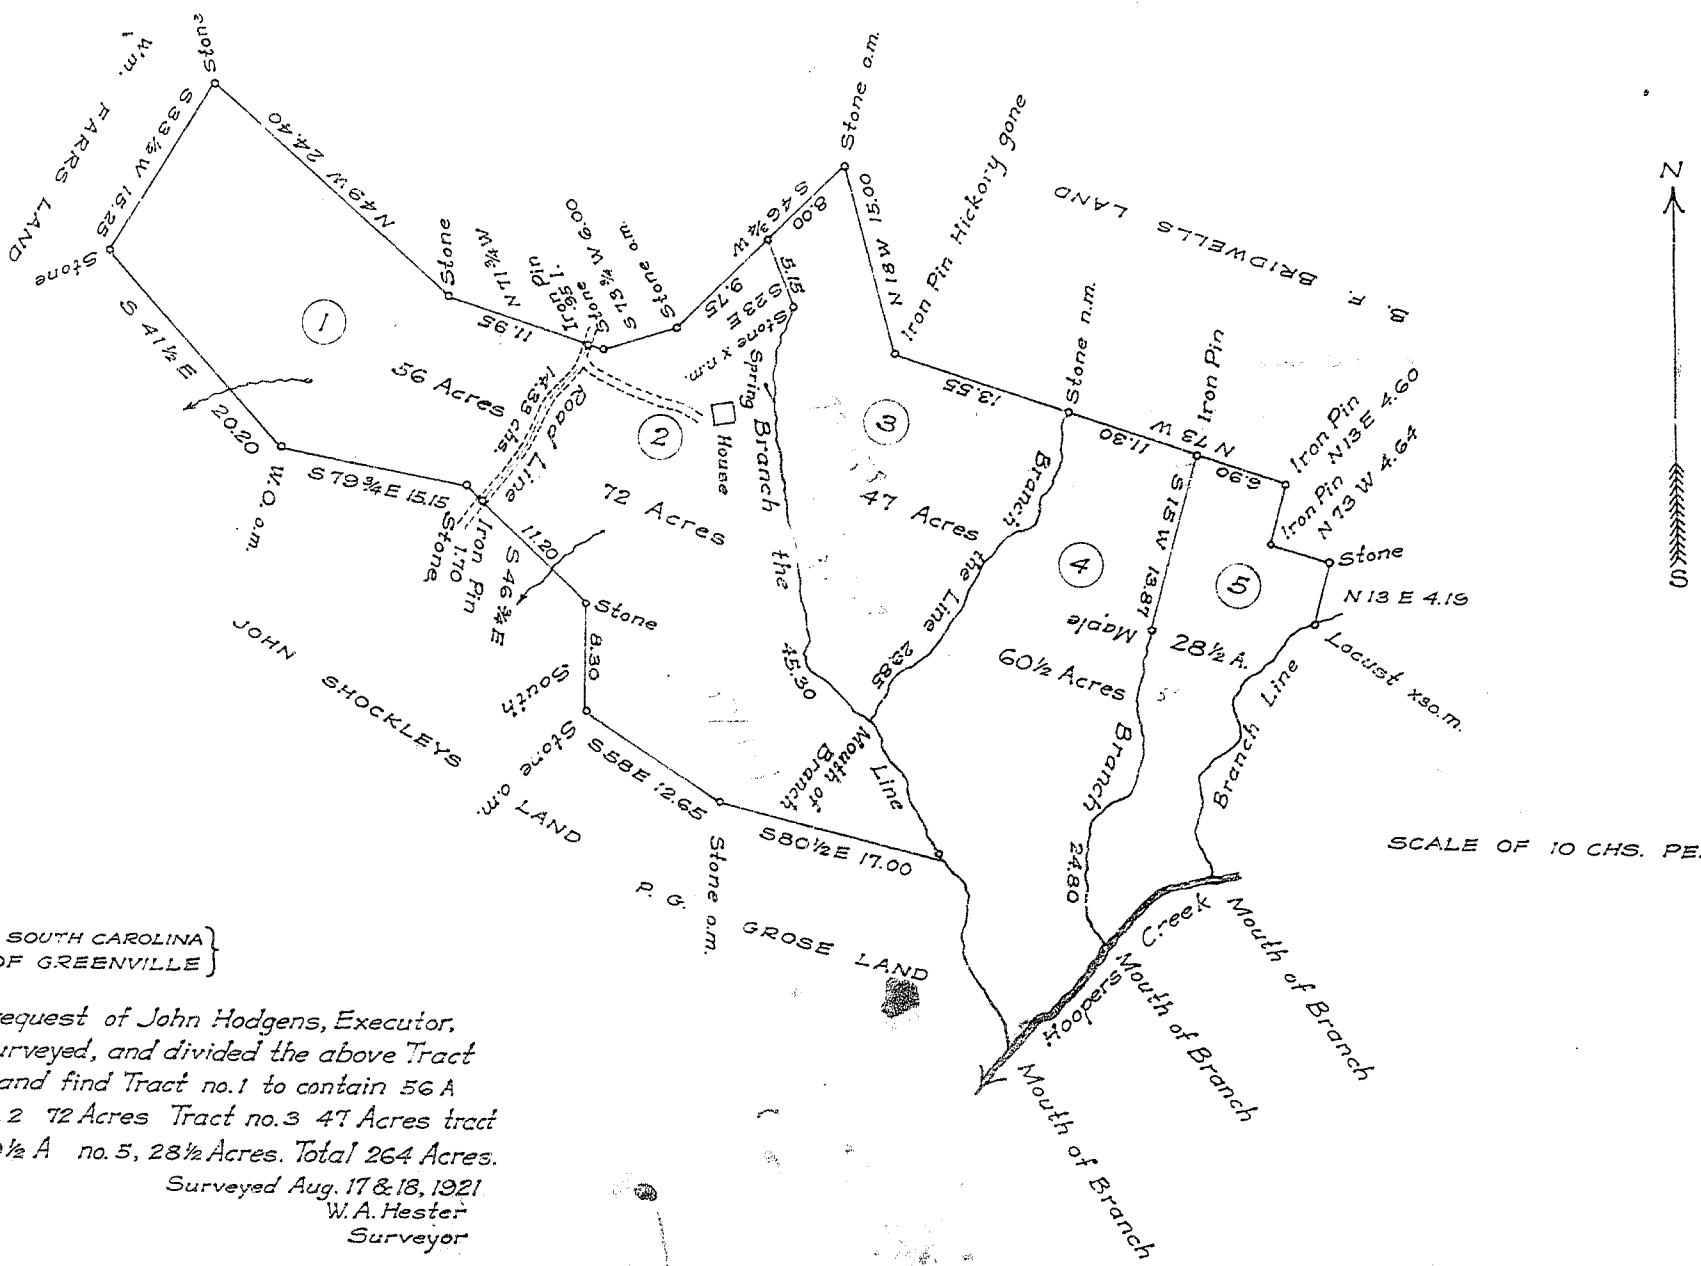 Wm. FARRS LAND
Stone
S 33½ W 15.25
Stone
N 49 W 24.40
S 41½ E 20.20
1
56 Acres
Stone
N 71¾ W
11.95
Iron Pin
1.95
Stone
S 73¾ W 6.00
Stone o.m.
Stone
9.75
S 46¾ W
8.00
Stone o.m.
5.15
S 23 E
Stone x n.m.
N 18 W 15.00
Iron Pin Hickory gone
B. F. BRIDWELLS LAND
N
S
13.55
Stone n.m.
11.30
N 73 W
Iron Pin
6.90
Iron Pin
N 13 E 4.60
Iron Pin
N 73 W 4.64
Stone
N 13 E 4.19
Locust x3o.m.
W.O. o.m.
S 79¾ E 15.15
14.38 chs.
Road Line
Stone
1.70
Iron Pin
S 46¾ E
11.20
Stone
8.30
South
Stone o.m.
S 58 E 12.65
Stone o.m.
S 80½ E 17.00
2
72 Acres
House
Spring Branch the Line
45.30
3
47 Acres
Branch the Line 29.85
Mouth of
Branch
4
60½ Acres
S 15 W 13.87
Maple
Branch 24.80
5
28½ A.
Branch Line
JOHN SHOCKLEYS LAND
P. G. GROSE LAND
Hoopers Creek
Mouth of Branch
Mouth of Branch
Mouth of Branch
SCALE OF 10 CHS.
SOUTH CAROLINA
OF GREENVILLE
request of John Hodgens, Executor,
urveyed, and divided the above Tract
and find Tract no.1 to contain 56 A
2 72 Acres Tract no.3 47 Acres tract
½ A no.5, 28½ Acres. Total 264 Acres.
Surveyed Aug. 17 & 18, 1921
W. A. Hester
Surveyor